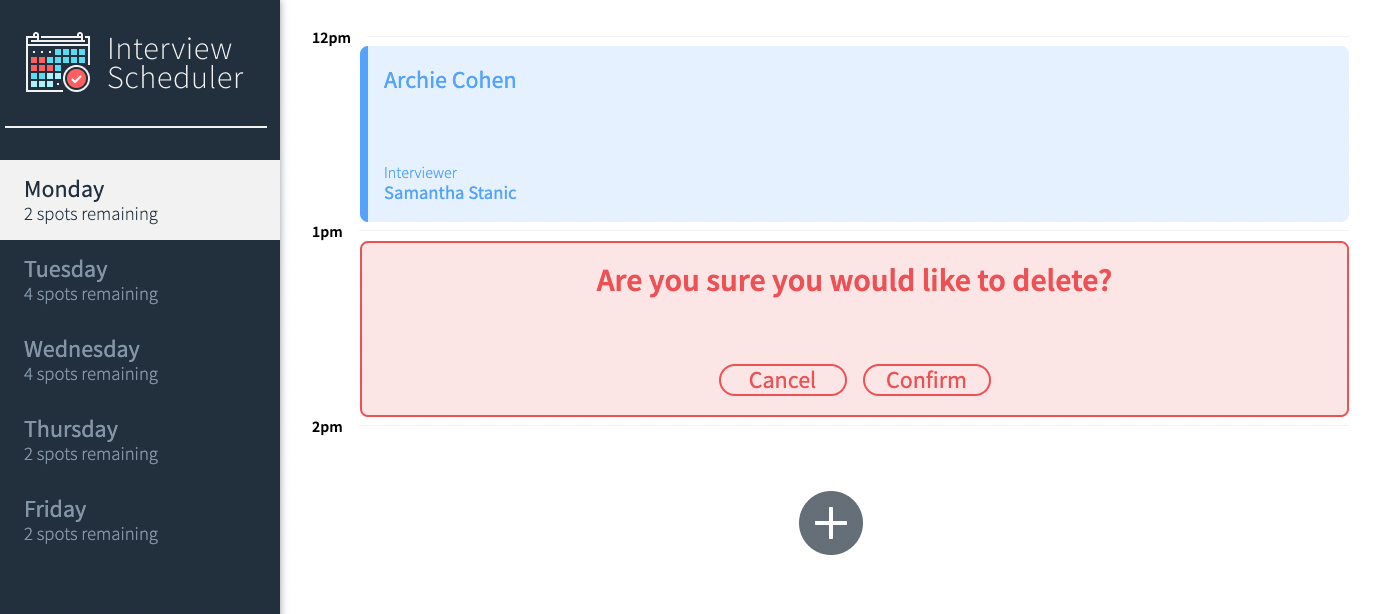 Interview
Scheduler
Monday
2 spots remaining
Tuesday
4 spots remaining
Wednesday
4 spots remaining
Thursday
2 spots remaining
Friday
2 spots remaining
12pm
Archie Cohen
Interviewer
Samantha Stanic
1pm
Are you sure you would like to delete?
Cancel Confirm
2pm